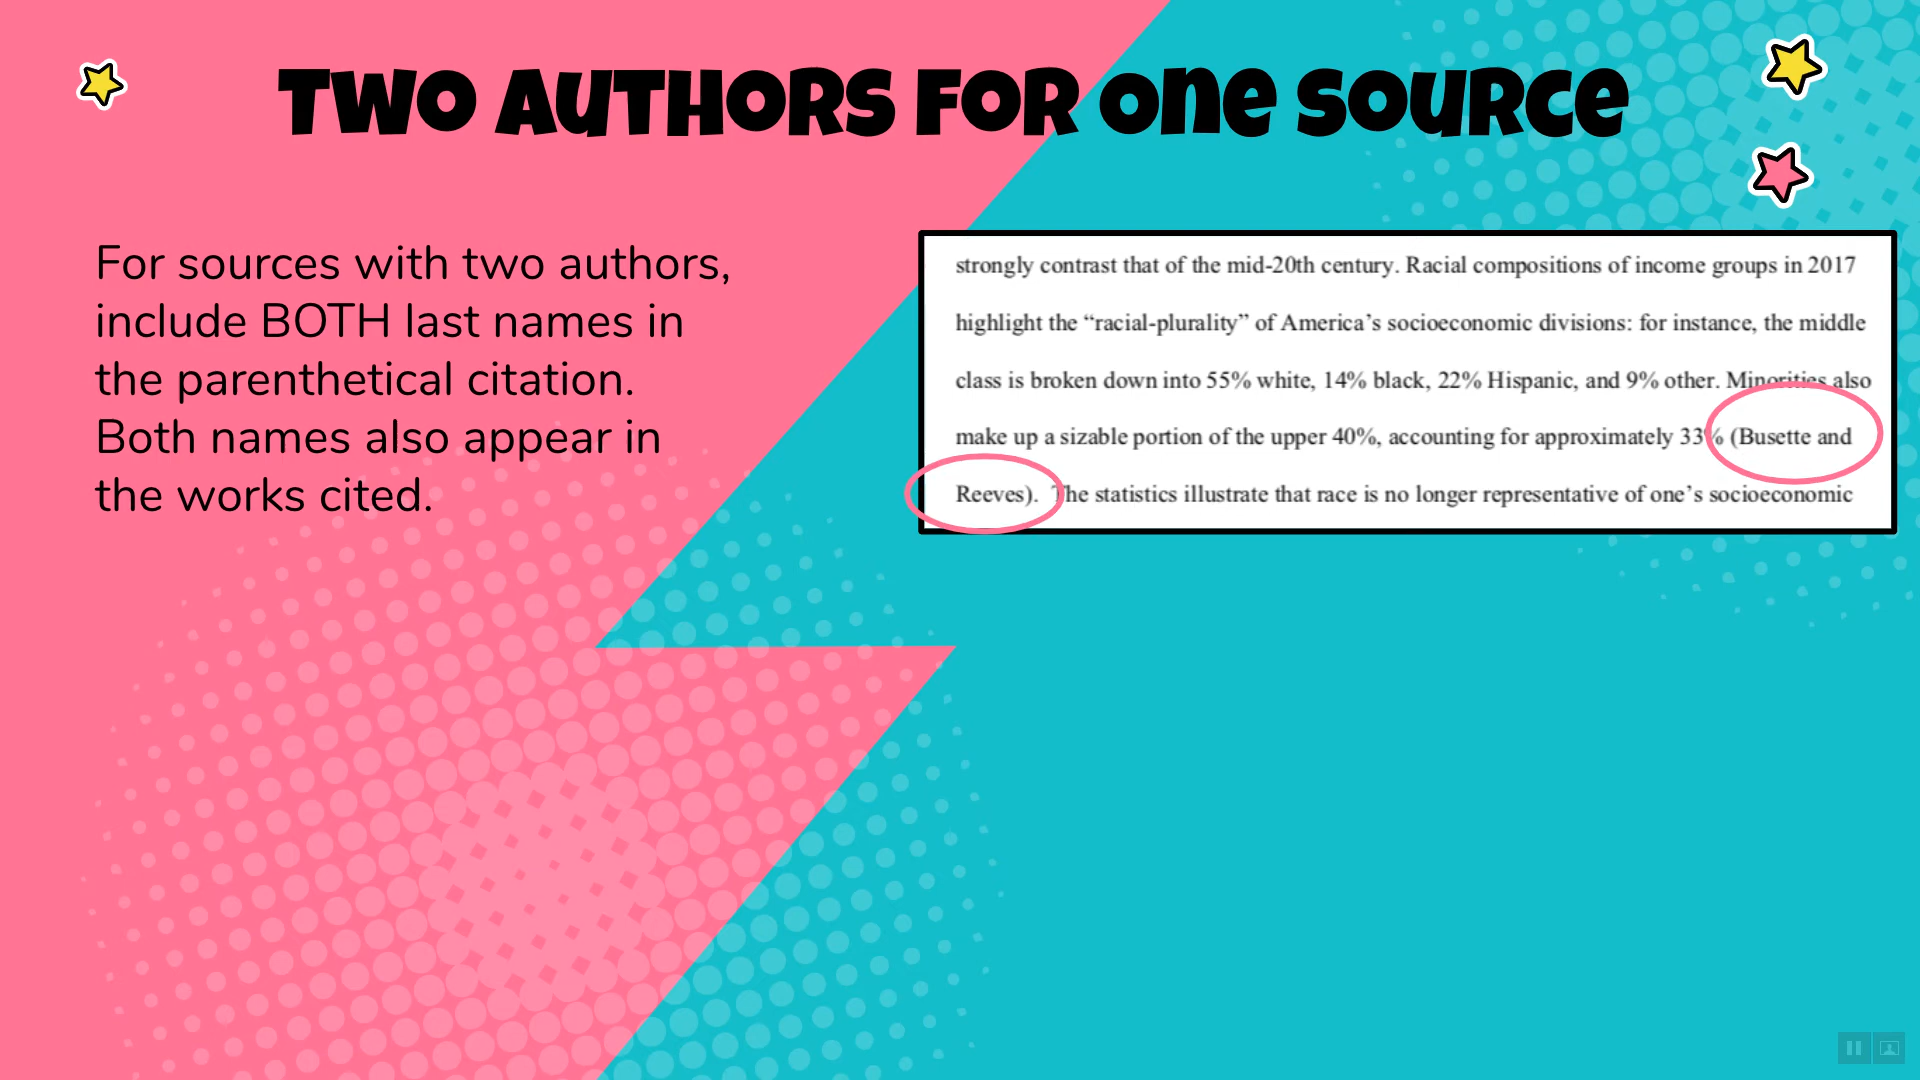 TWO AUTHORS FOR one source
For sources with two authors,
include BOTH last names in
the parenthetical citation.
Both names also appear in
the works cited.
strongly contrast that of the mid-20th century. Racial compositions of income groups in 2017
highlight the “racial-plurality” of America’s socioeconomic divisions: for instance, the middle
class is broken down into 55% white, 14% black, 22% Hispanic, and 9% other. Minorities also
make up a sizable portion of the upper 40%, accounting for approximately 33% (Busette and
Reeves).  The statistics illustrate that race is no longer representative of one’s socioeconomic